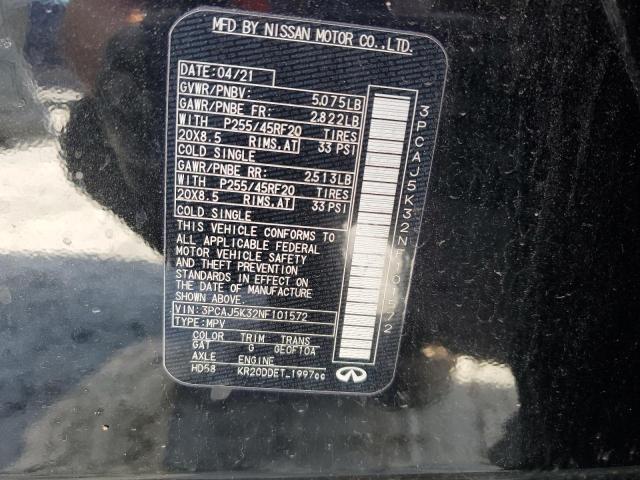 MFD BY NISSAN MOTOR CO.,LTD.
DATE: 04/21
GVWR/PNBV: 5.075LB
GAWR/PNBE FR: 2.822LB
WITH P255/45RF20 TIRES
20X8.5 RIMS.AT 33 PSI
COLD SINGLE
GAWR/PNBE RR: 2.513LB
WITH P255/45RF20 TIRES
20X8.5 RIMS.AT 33 PSI
COLD SINGLE
THIS VEHICLE CONFORMS TO
ALL APPLICABLE FEDERAL
MOTOR VEHICLE SAFETY
AND THEFT PREVENTION
STANDARDS IN EFFECT ON
THE DATE OF MANUFACTURE
SHOWN ABOVE.
VIN: 3PCAJ5K32NF101572
TYPE: MPV
COLOR TRIM TRANS
GAT G GE0F10A
AXLE ENGINE
HD58 KR20DDET 1997cc
3PCAJ5K32NF101572